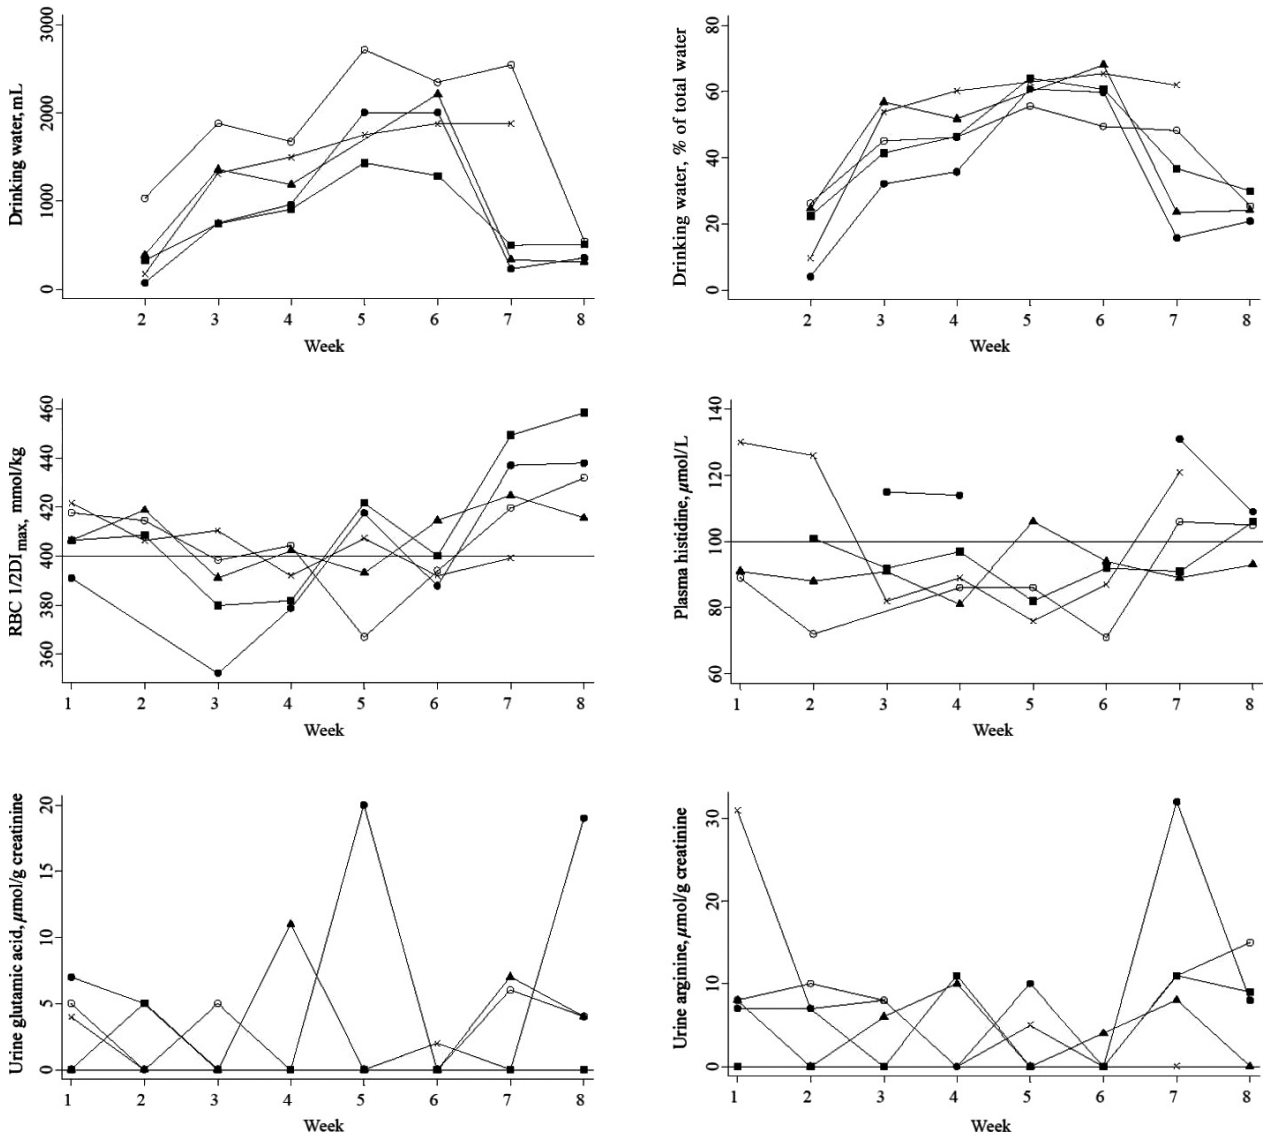 Drinking water, mL
3000
2000
1000
0
2 3 4 5 6 7 8
Week
Drinking water, % of total water
80
60
40
20
0
2 3 4 5 6 7 8
Week
RBC 1/2DImax, mmol/kg
460
440
420
400
380
360
1 2 3 4 5 6 7 8
Week
Plasma histidine, μmol/L
140
120
100
80
60
1 2 3 4 5 6 7 8
Week
Urine glutamic acid, μmol/g creatinine
20
15
10
5
0
1 2 3 4 5 6 7 8
Week
Urine arginine, μmol/g creatinine
30
20
10
0
1 2 3 4 5 6 7 8
Week